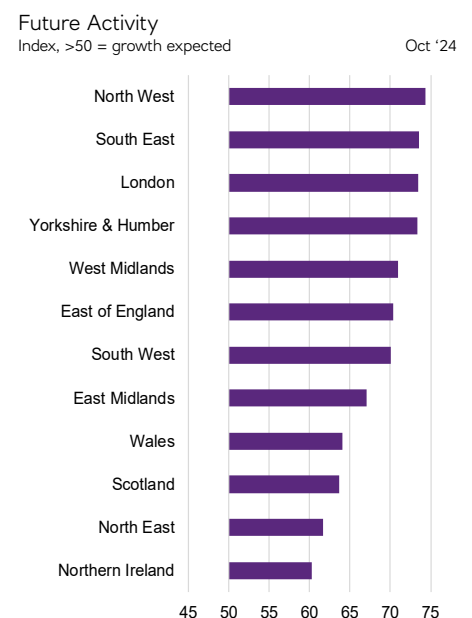 Future Activity
Index, >50 = growth expected
Oct ‘24
North West
South East
London
Yorkshire & Humber
West Midlands
East of England
South West
East Midlands
Wales
Scotland
North East
Northern Ireland
45 50 55 60 65 70 75